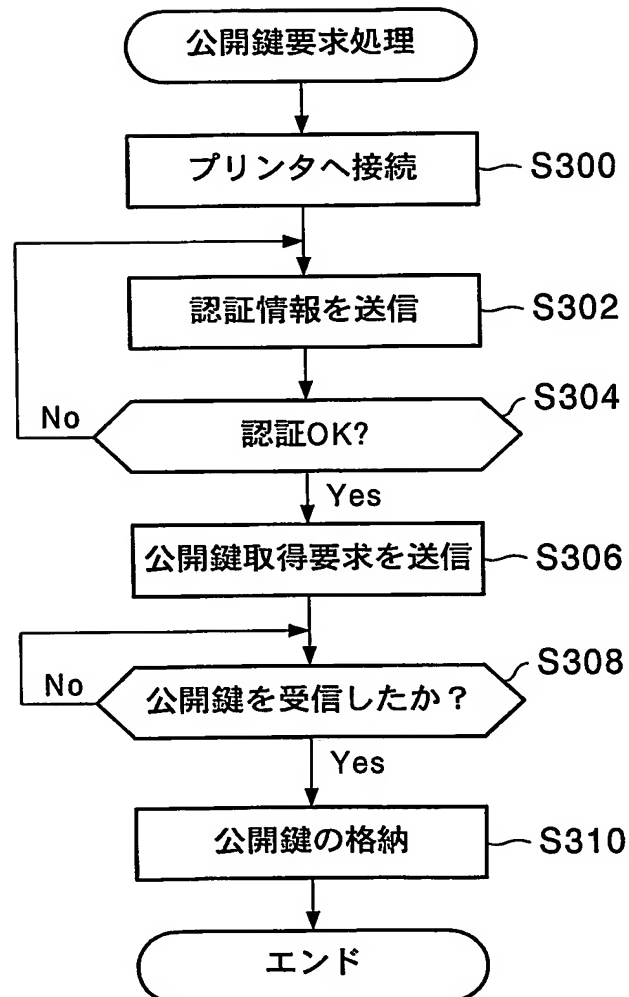 公開鍵要求処理
プリンタへ接続
S300
認証情報を送信
S302
S304
No
認証OK?
Yes
公開鍵取得要求を送信
S306
S308
No
公開鍵を受信したか？
Yes
公開鍵の格納
S310
エンド